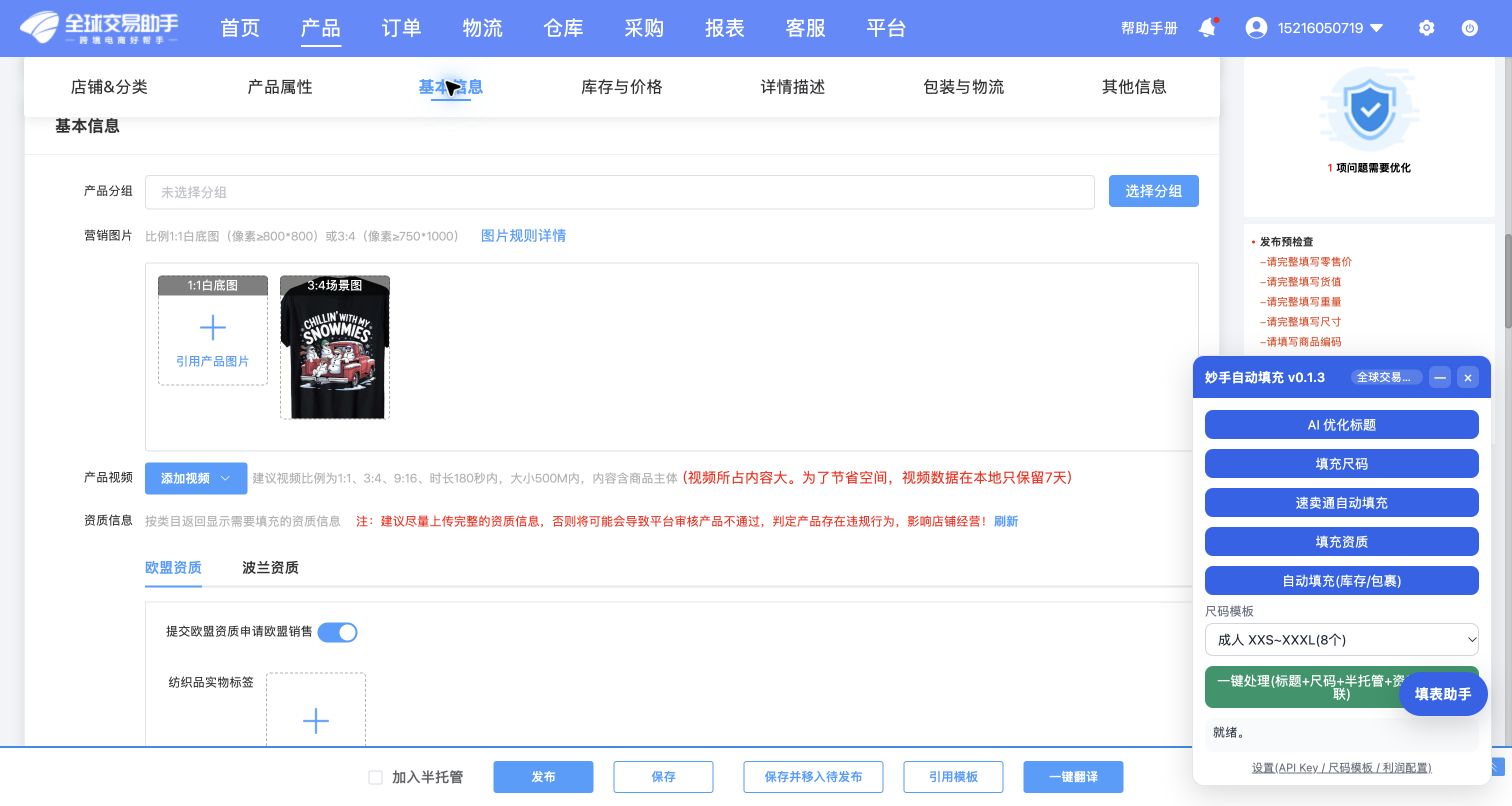 全球交易助手
跨境电商好帮手
首页 产品 订单 物流 仓库 采购 报表 客服 平台
帮助手册 15216050719
店铺&分类 产品属性 基本信息 库存与价格 详情描述 包装与物流 其他信息
基本信息
1 项问题需要优化
产品分组 未选择分组 选择分组
营销图片 比例1:1白底图（像素≥800*800）或3:4（像素≥750*1000） 图片规则详情
1:1白底图 3:4场景图
引用产品图片
CHILLIN' WITH MY
SNOWMIES
• 发布预检查
–请完整填写零售价
–请完整填写货值
–请完整填写重量
–请完整填写尺寸
–请填写商品编码
产品视频 添加视频 建议视频比例为1:1、3:4、9:16、时长180秒内，大小500M内，内容含商品主体 (视频所占内容大。为了节省空间，视频数据在本地只保留7天)
资质信息 按类目返回显示需要填充的资质信息 注：建议尽量上传完整的资质信息，否则将可能会导致平台审核产品不通过，判定产品存在违规行为，影响店铺经营！刷新
欧盟资质 波兰资质
提交欧盟资质申请欧盟销售
纺织品实物标签
妙手自动填充 v0.1.3 全球交易...
AI 优化标题
填充尺码
速卖通自动填充
填充资质
自动填充(库存/包裹)
尺码模板
成人 XXS~XXXL(8个)
一键处理(标题+尺码+半托管+资
联)
填表助手
就绪。
设置(API Key / 尺码模板 / 利润配置)
加入半托管 发布 保存 保存并移入待发布 引用模板 一键翻译